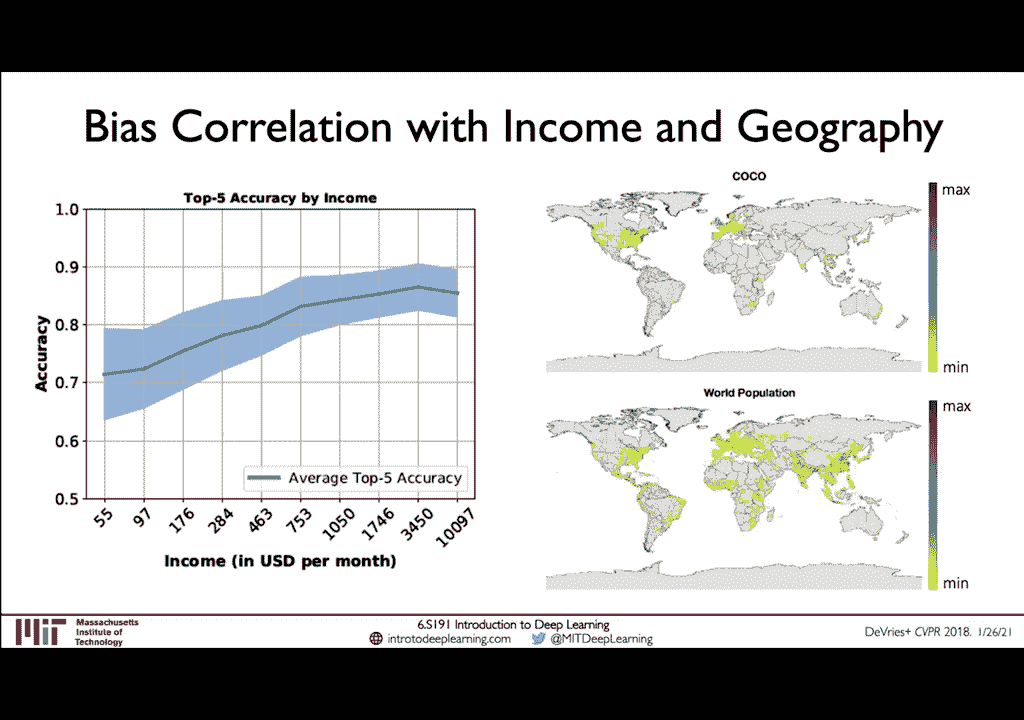 Bias Correlation with Income and Geography
Top-5 Accuracy by Income
1.0
0.9
0.8
0.7
0.6
0.5
Accuracy
Average Top-5 Accuracy
55
97
176
284
463
753
1050
1746
3450
10097
Income (in USD per month)
COCO
max
min
World Population
max
min
MIT
Massachusetts
Institute of
Technology
6.S191 Introduction to Deep Learning
introtodeeplearning.com
@MITDeepLearning
DeVries+ CVPR 2018. 1/26/21